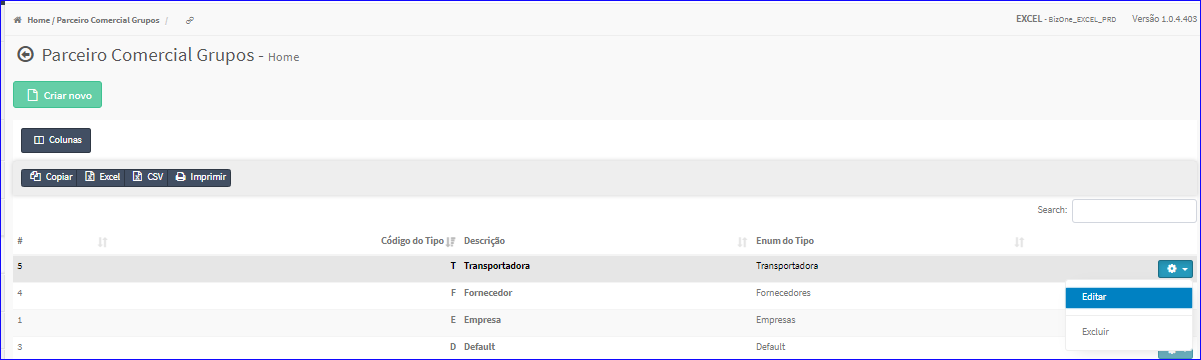 Home / Parceiro Comercial Grupos / EXCEL - BizOne_EXCEL_PRD Versão 1.0.4.403
Parceiro Comercial Grupos - Home
Criar novo
Colunas
Copiar Excel CSV Imprimir
Search:
# Código do Tipo Descrição Enum do Tipo
5 T Transportadora Transportadora
4 F Fornecedor Fornecedores
Editar
1 E Empresa Empresas
Excluir
3 D Default Default